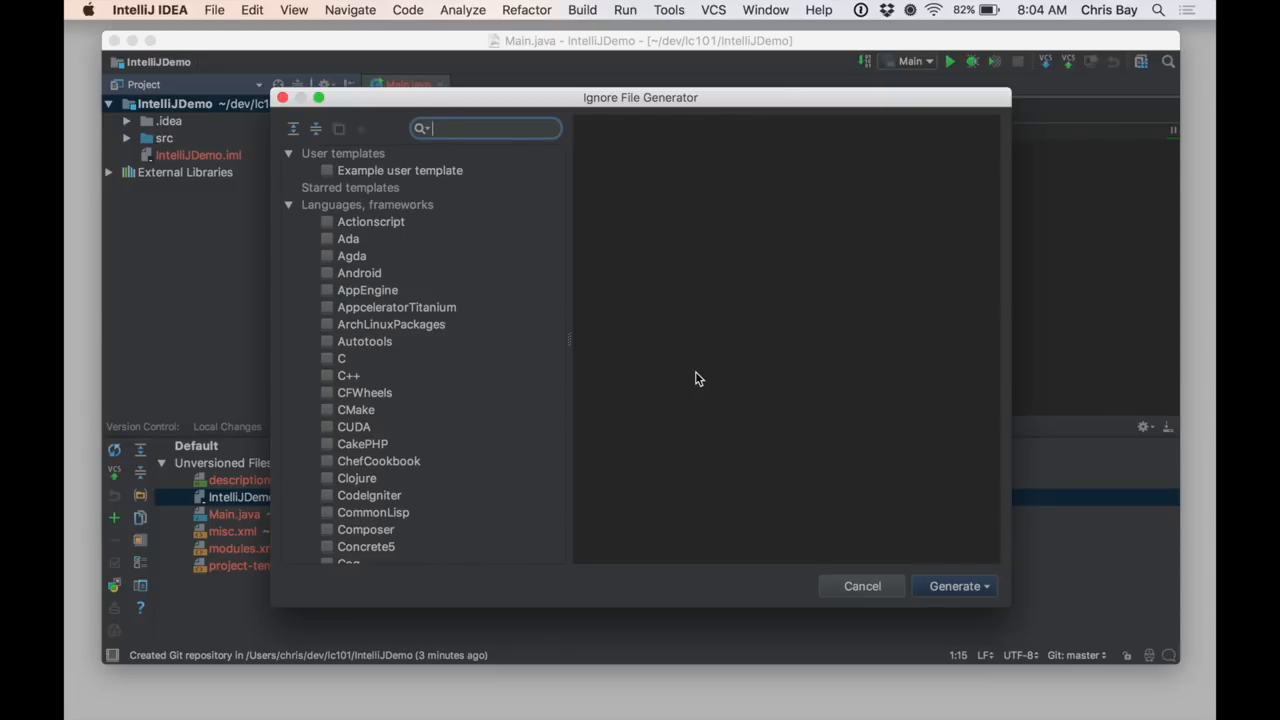 IntelliJ IDEA File Edit View Navigate Code Analyze Refactor Build Run Tools VCS Window Help 82% 8:04 AM Chris Bay
Main.java - IntelliJDemo - [~/dev/lc101/IntelliJDemo]
IntelliJDemo Main
Project Main.java
Ignore File Generator
IntelliJDemo ~/dev/lc1
.idea
src
IntelliJDemo.iml
External Libraries
User templates
Example user template
Starred templates
Languages, frameworks
Actionscript
Ada
Agda
Android
AppEngine
AppceleratorTitanium
ArchLinuxPackages
Autotools
C
C++
CFWheels
CMake
CUDA
CakePHP
ChefCookbook
Clojure
CodeIgniter
CommonLisp
Composer
Concrete5
Cancel Generate
Version Control: Local Changes
Default
Unversioned Files
description
IntelliJDemo
Main.java
misc.xml
modules.xm
project-tem
Created Git repository in /Users/chris/dev/lc101/IntelliJDemo (3 minutes ago) 1:15 LF UTF-8 Git: master